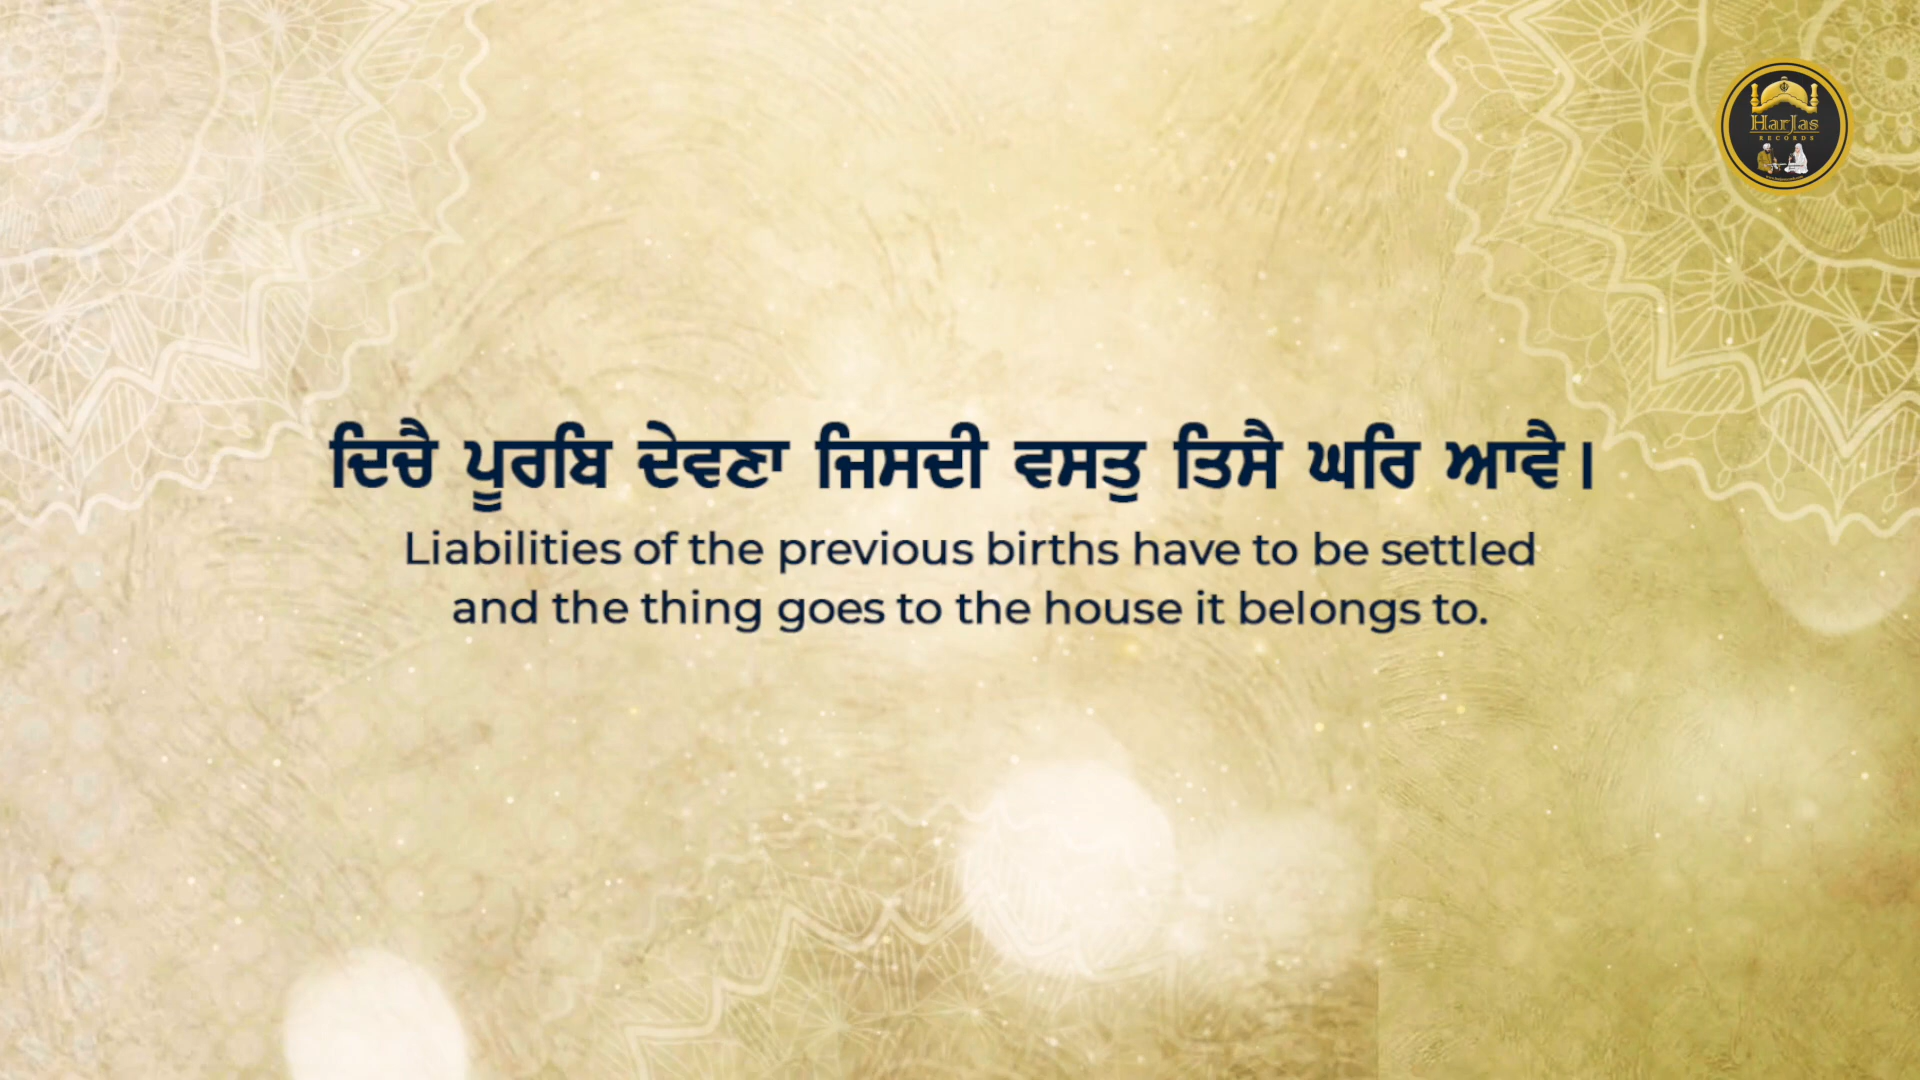 HarJas
RECORDS
ਦਿਚੈ ਪੂਰਬਿ ਦੇਵਣਾ ਜਿਸਦੀ ਵਸਤੁ ਤਿਸੈ ਘਰਿ ਆਵੈ।
Liabilities of the previous births have to be settled
and the thing goes to the house it belongs to.